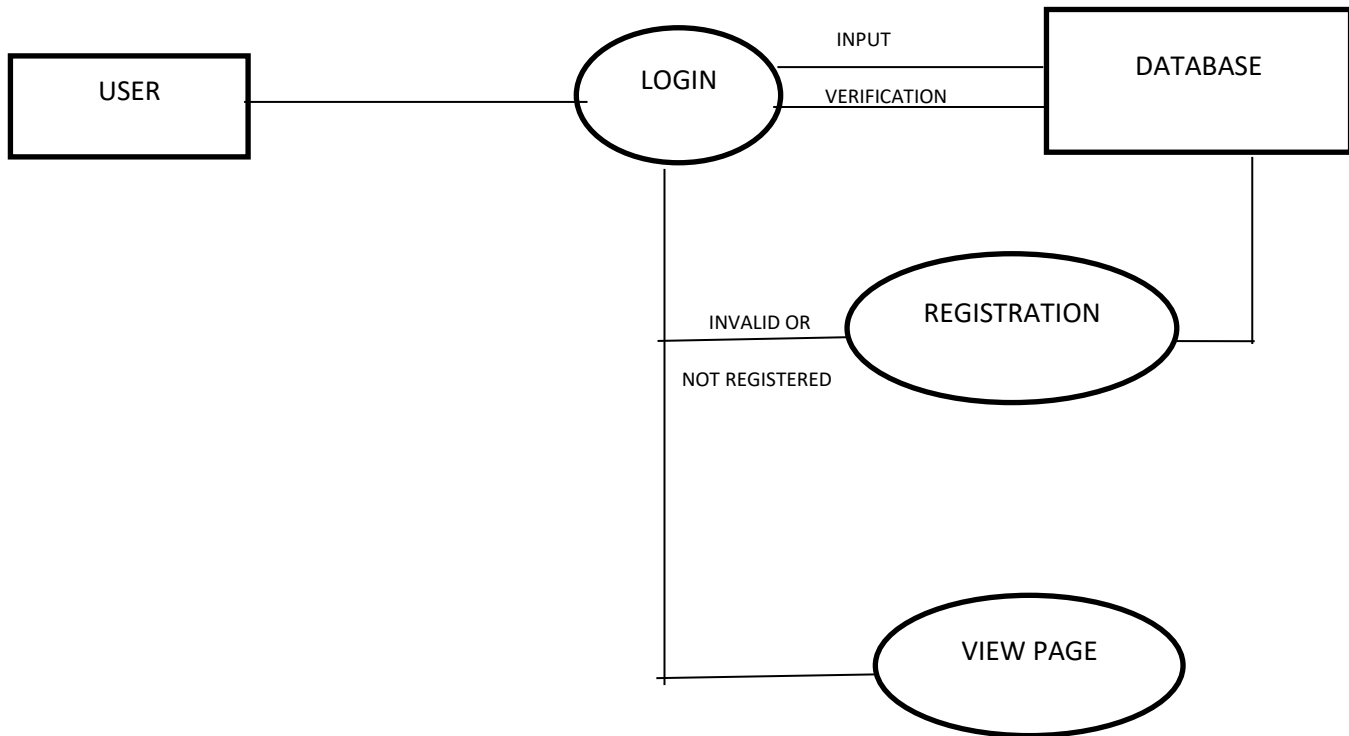 USER
LOGIN
INPUT
VERIFICATION
DATABASE
INVALID OR
NOT REGISTERED
REGISTRATION
VIEW PAGE